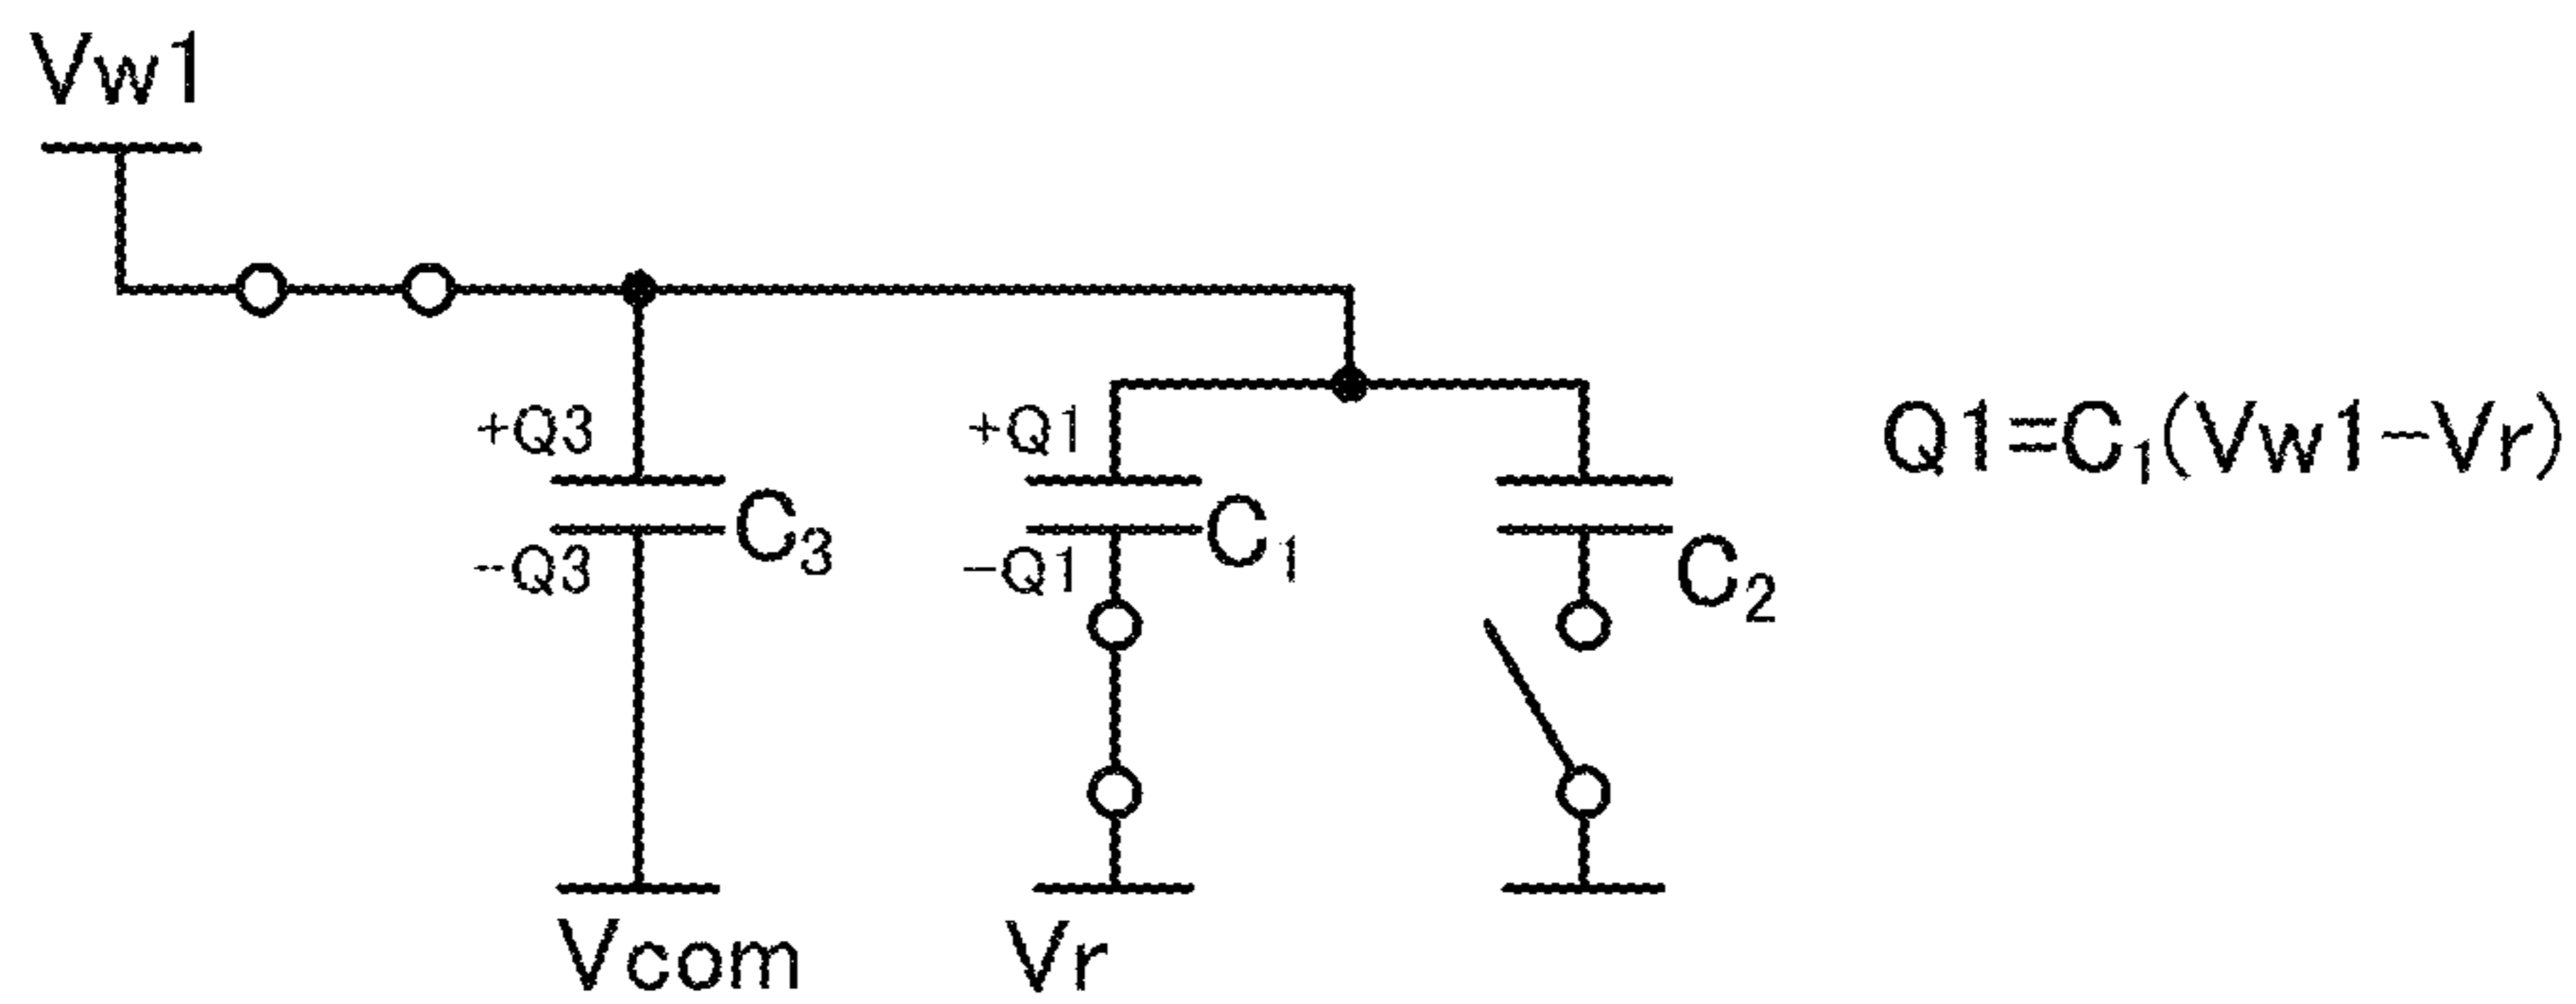 Vw1
+Q3
-Q3
C₃
+Q1
-Q1
C₁
C₂
Q1=C₁(Vw1-Vr)
Vcom
Vr